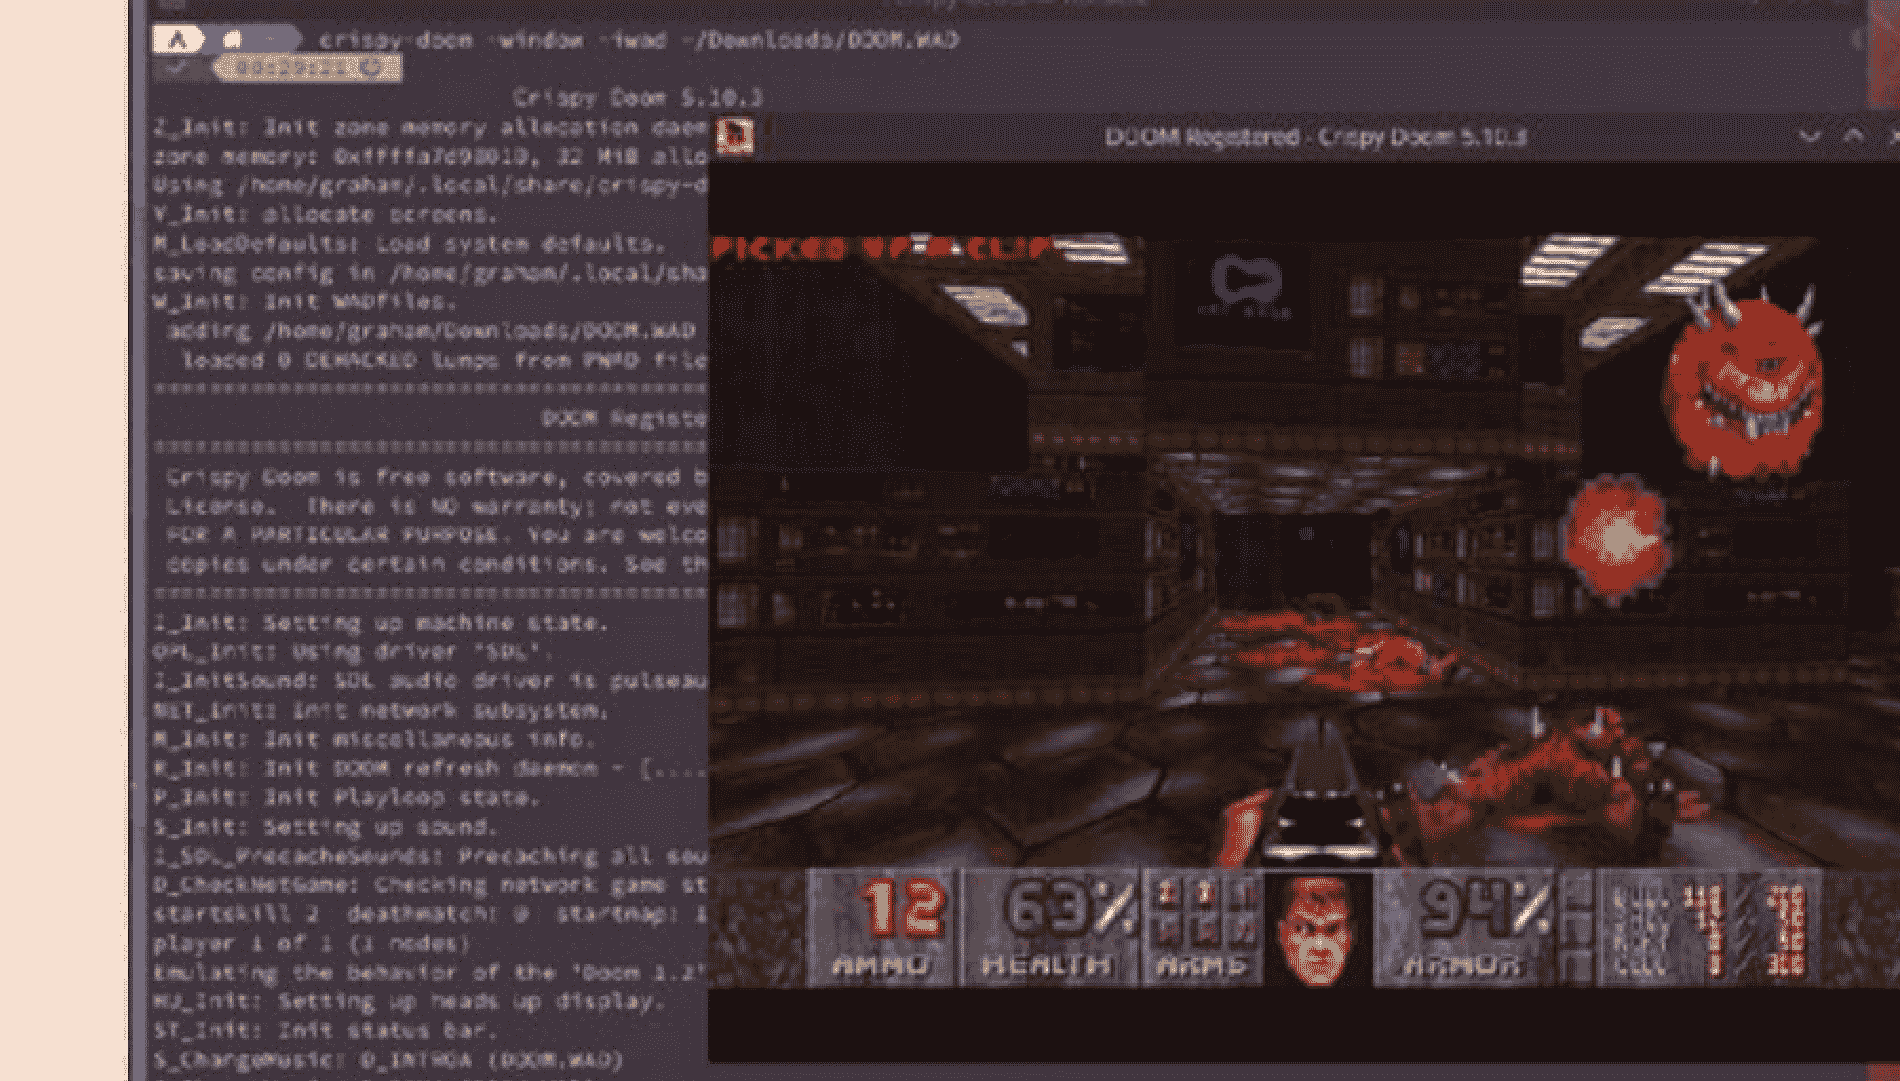 crispy-doom -window -iwad ~/Downloads/DOOM.WAD
Crispy Doom 5.10.3
Z_Init: Init zone memory allocation daem
zone memory: 32 MiB allo
Using /home/graham/.local/share/crispy-d
V_Init: allocate screens.
M_LoadDefaults: Load system defaults.
saving config in /home/graham/.local/sha
W_Init: Init WADfiles.
adding /home/graham/Downloads/DOOM.WAD
loaded 0 DEHACKED lumps from PWAD file
DOOM Registe
Crispy Doom is free software, covered b
License. There is NO warranty; not eve
FOR A PARTICULAR PURPOSE. You are welco
copies under certain conditions. See th
I_Init: Setting up machine state.
OPL_Init: Using driver 'SDL'.
I_InitSound: SDL audio driver is pulseau
NET_Init: Init network subsystem.
M_Init: Init miscellaneous info.
R_Init: Init DOOM refresh daemon - [....
P_Init: Init Playloop state.
S_Init: Setting up sound.
I_SDL_PrecacheSounds: Precaching all sou
D_CheckNetGame: Checking network game st
startskill 2 deathmatch: 0 startmap: 1
player 1 of 1 (1 nodes)
Emulating the behavior of the 'Doom 1.2'
HU_Init: Setting up heads up display.
ST_Init: Init status bar.
S_ChangeMusic: D_INTROA (DOOM.WAD)
DOOM Registered - Crispy Doom 5.10.3
PICKED UP A CLIP.
12
63%
94%
AMMO
HEALTH
ARMS
ARMOR